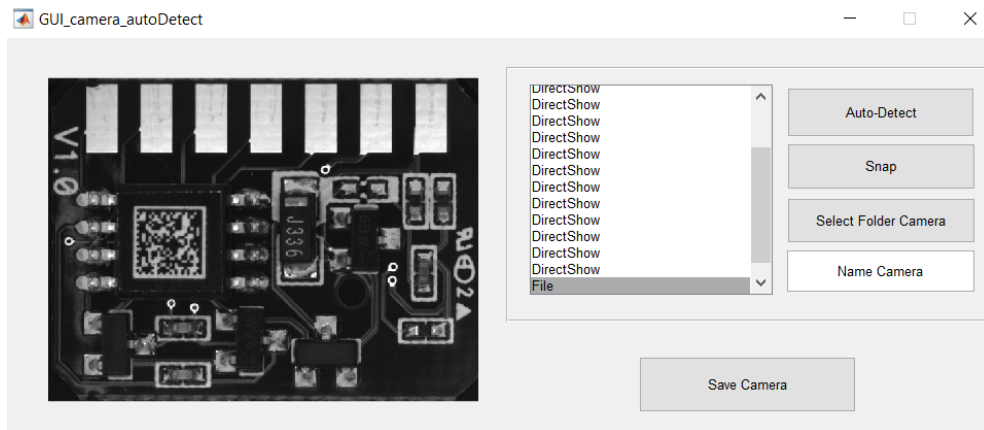 GUI_camera_autoDetect
V1.0
J336
DirectShow
DirectShow
DirectShow
DirectShow
DirectShow
DirectShow
DirectShow
DirectShow
DirectShow
DirectShow
DirectShow
DirectShow
File
Auto-Detect
Snap
Select Folder Camera
Name Camera
Save Camera